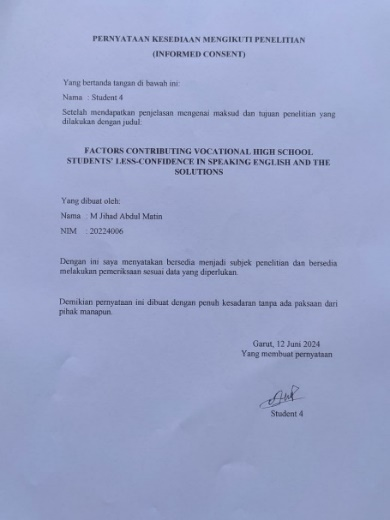 PERNYATAAN KESEDIAAN MENGIKUTI PENELITIAN
(INFORMED CONSENT)
Yang bertanda tangan di bawah ini:
Nama : Student 4
Setelah mendapatkan penjelasan mengenai maksud dan tujuan penelitian yang
dilakukan dengan judul:
FACTORS CONTRIBUTING VOCATIONAL HIGH SCHOOL
STUDENTS' LESS-CONFIDENCE IN SPEAKING ENGLISH AND THE
SOLUTIONS
Yang dibuat oleh:
Nama : M Jihad Abdul Matin
NIM : 20224006
Dengan ini saya menyatakan bersedia menjadi subjek penelitian dan bersedia
melakukan pemeriksaan sesuai data yang diperlukan.
Demikian pernyataan ini dibuat dengan penuh kesadaran tanpa ada paksaan dari
pihak manapun.
Garut, 12 Juni 2024
Yang membuat pernyataan
Student 4